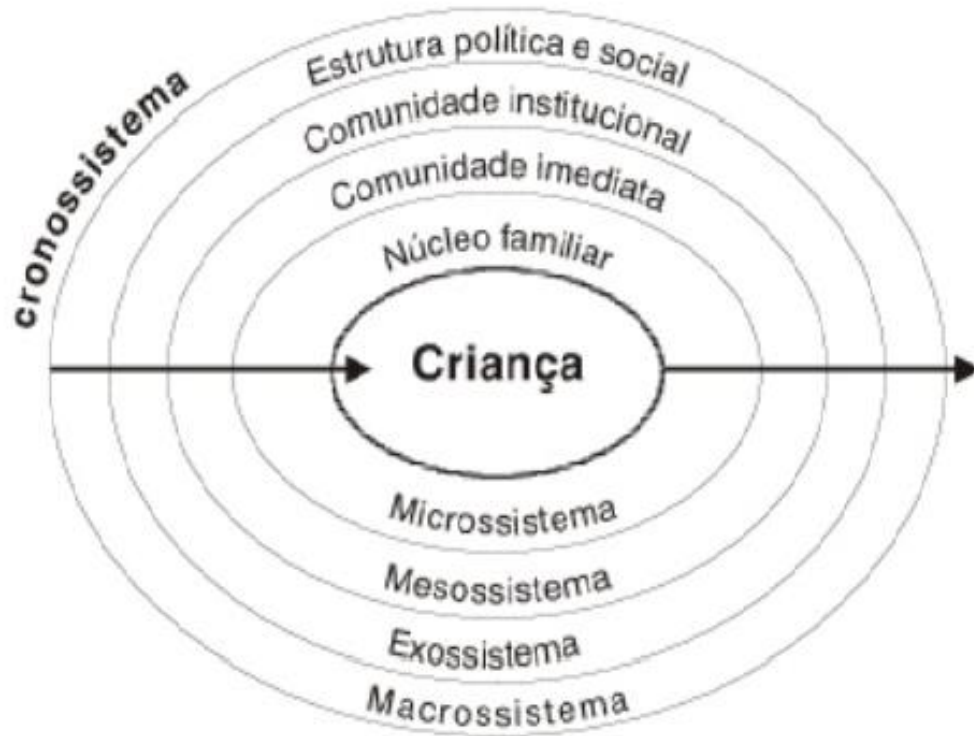 cronossistema
Estrutura política e social
Comunidade institucional
Comunidade imediata
Núcleo familiar
Criança
Microssistema
Mesossistema
Exossistema
Macrossistema